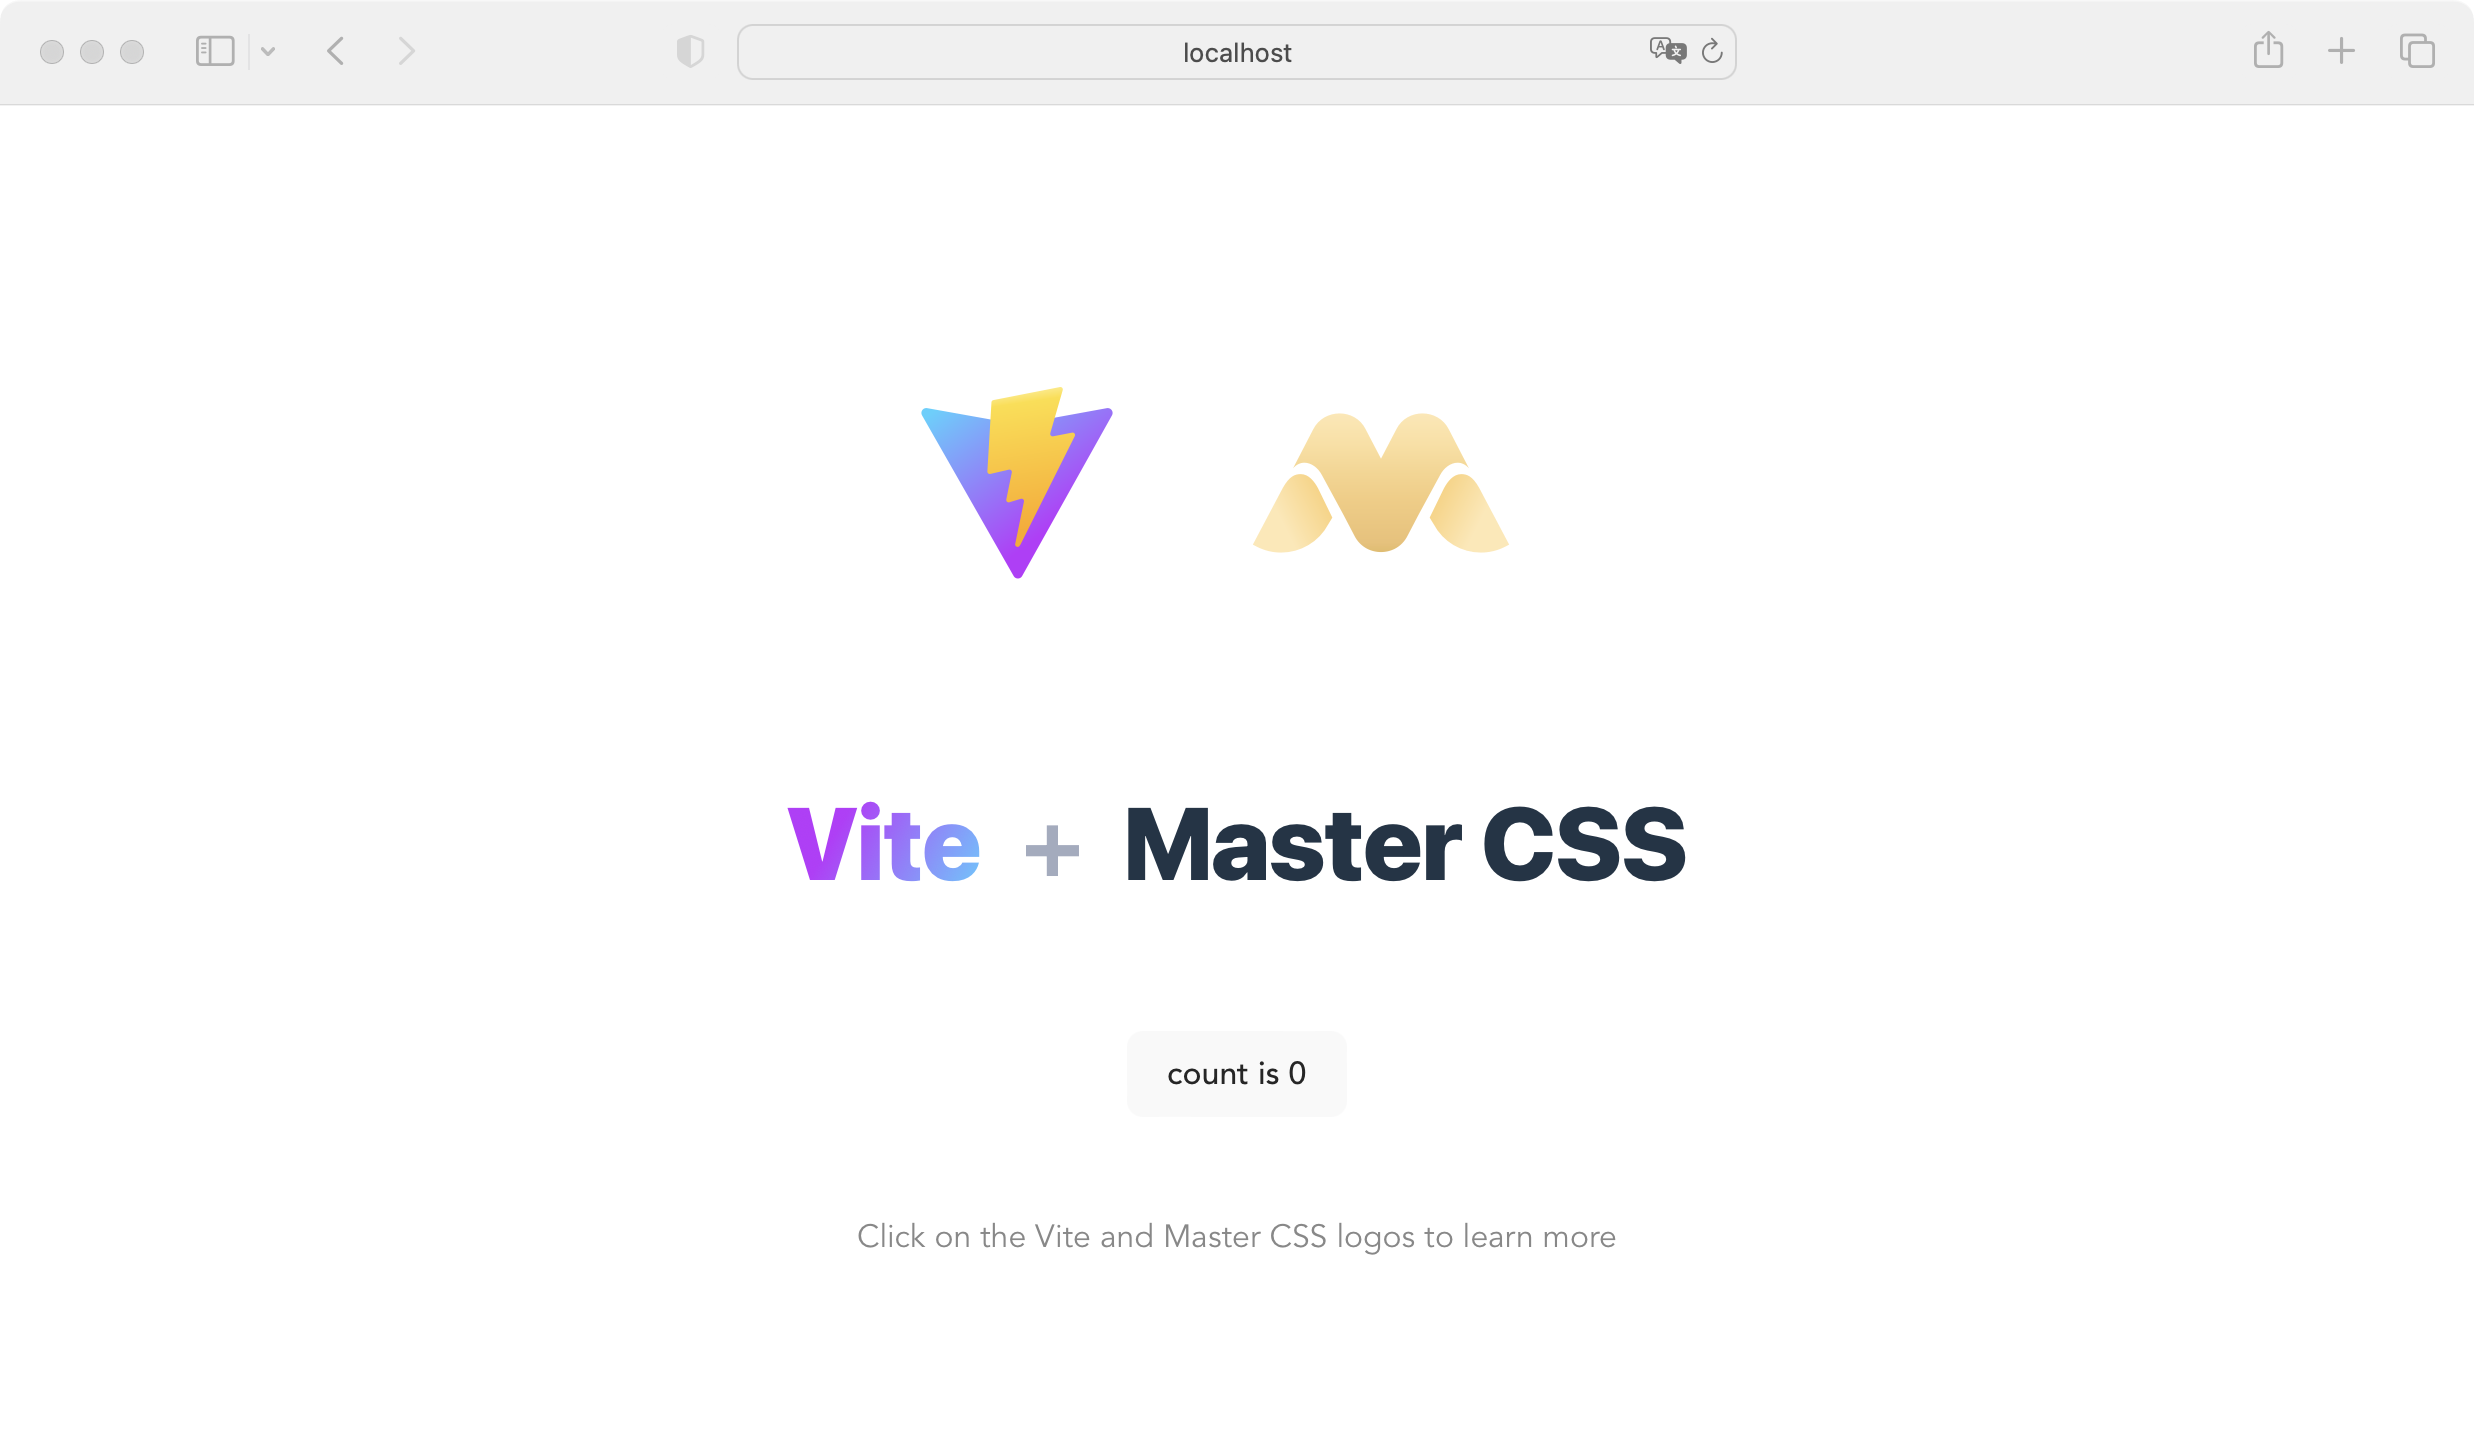 localhost
Vite + Master CSS
count is 0
Click on the Vite and Master CSS logos to learn more